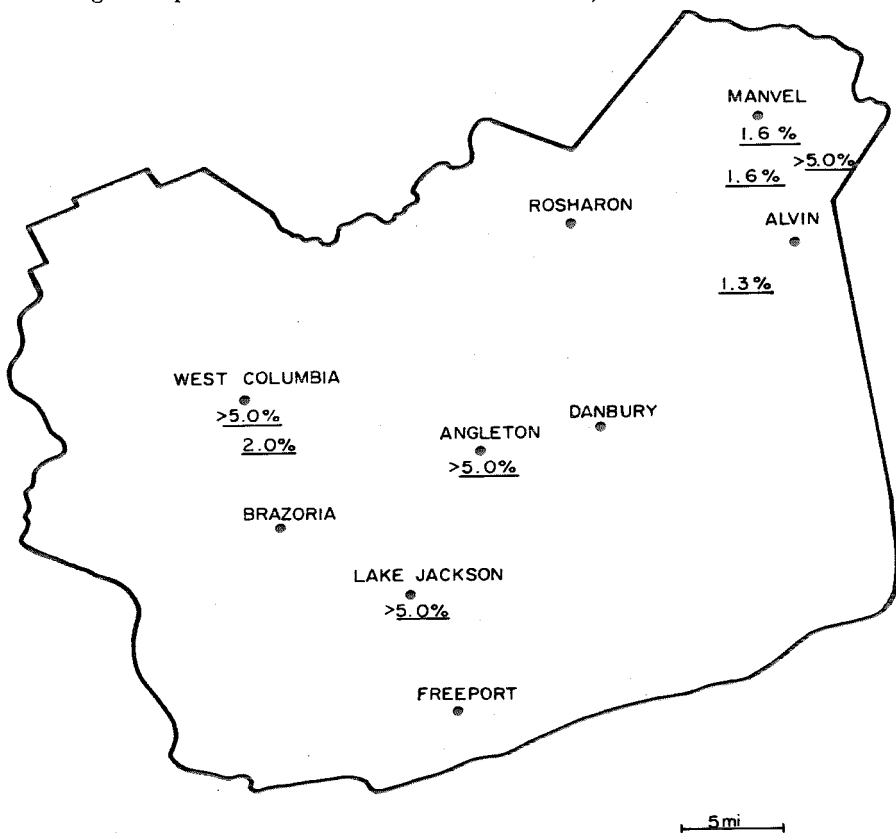 MANVEL
1.6 %
>5.0%
1.6 %
ROSHARON
ALVIN
1.3 %
WEST COLUMBIA
>5.0%
2.0%
ANGLETON
>5.0%
DANBURY
BRAZORIA
LAKE JACKSON
>5.0%
FREEPORT
5 mi